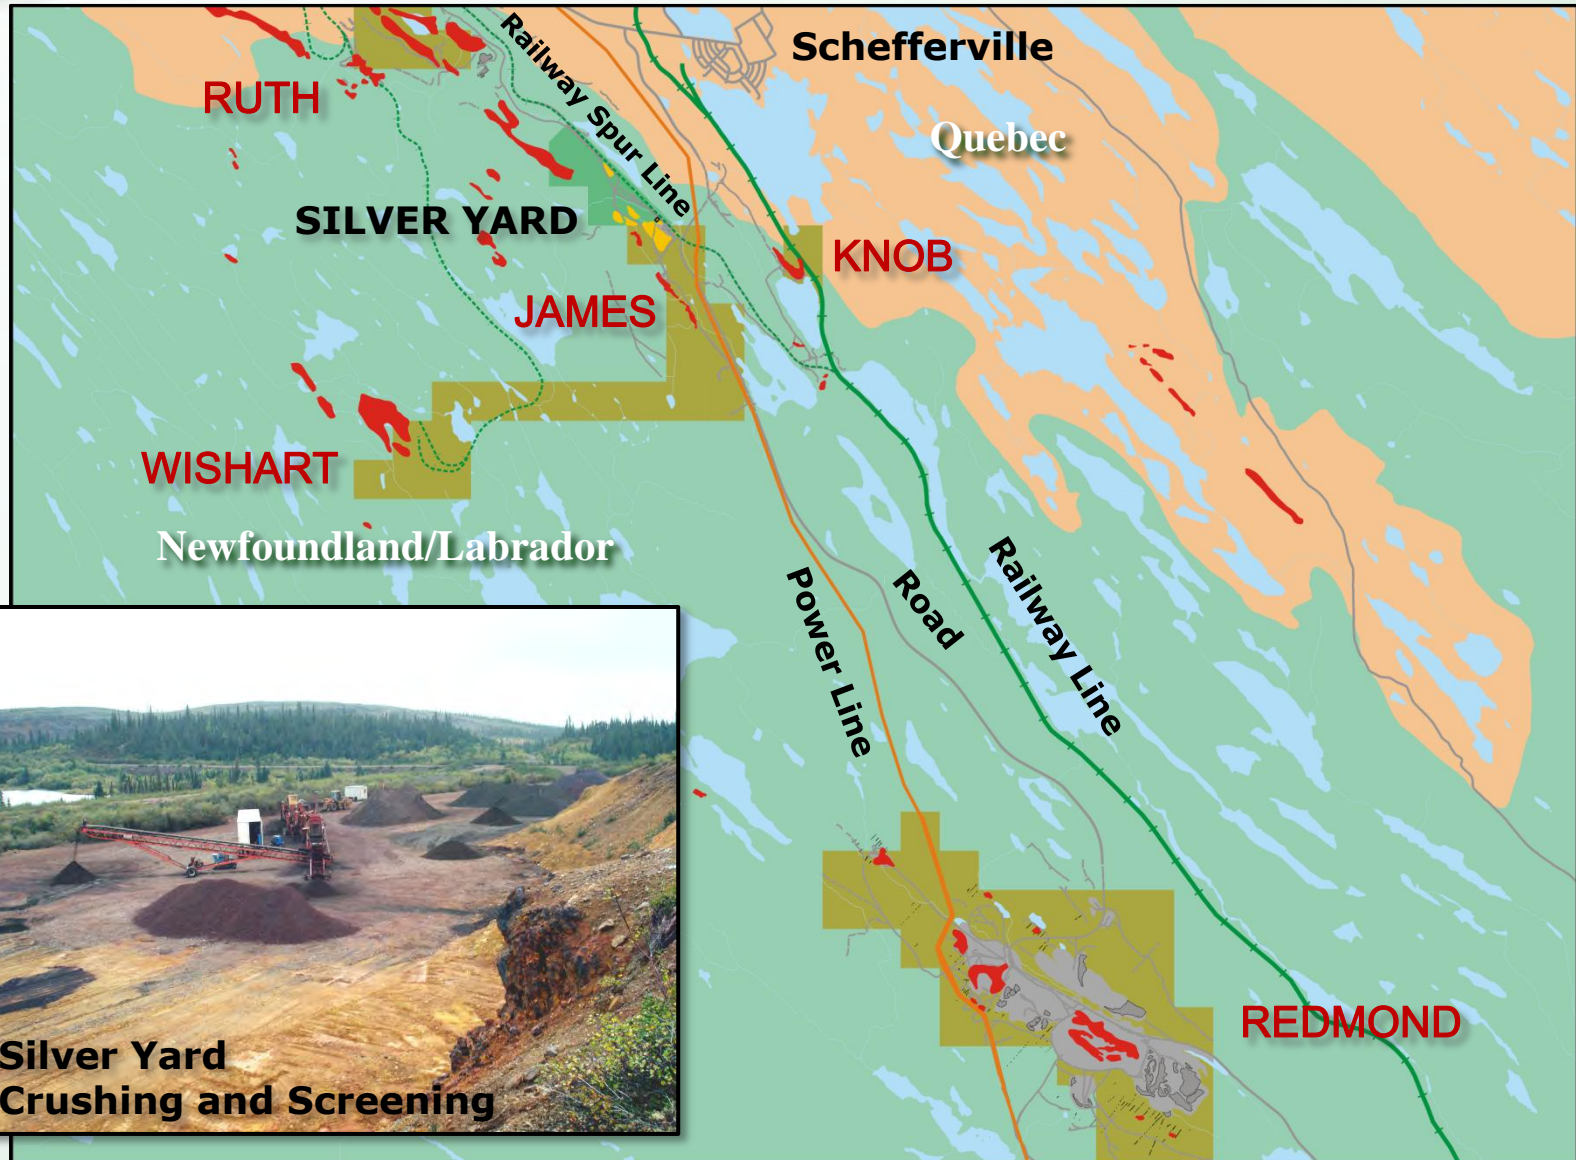 Schefferville
Railway Spur Line
RUTH
Quebec
SILVER YARD
KNOB
JAMES
WISHART
Newfoundland/Labrador
Power Line
Road
Railway Line
REDMOND
Silver Yard
Crushing and Screening